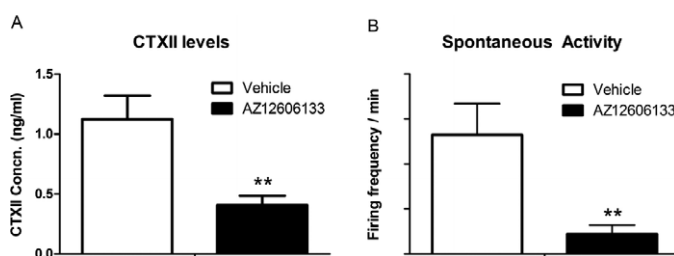 A
CTXII levels
CTXII Concn. (ng/ml)
1.5
1.0
0.5
0.0
Vehicle
AZ12606133
**
B
Spontaneous Activity
Firing frequency / min
Vehicle
AZ12606133
**